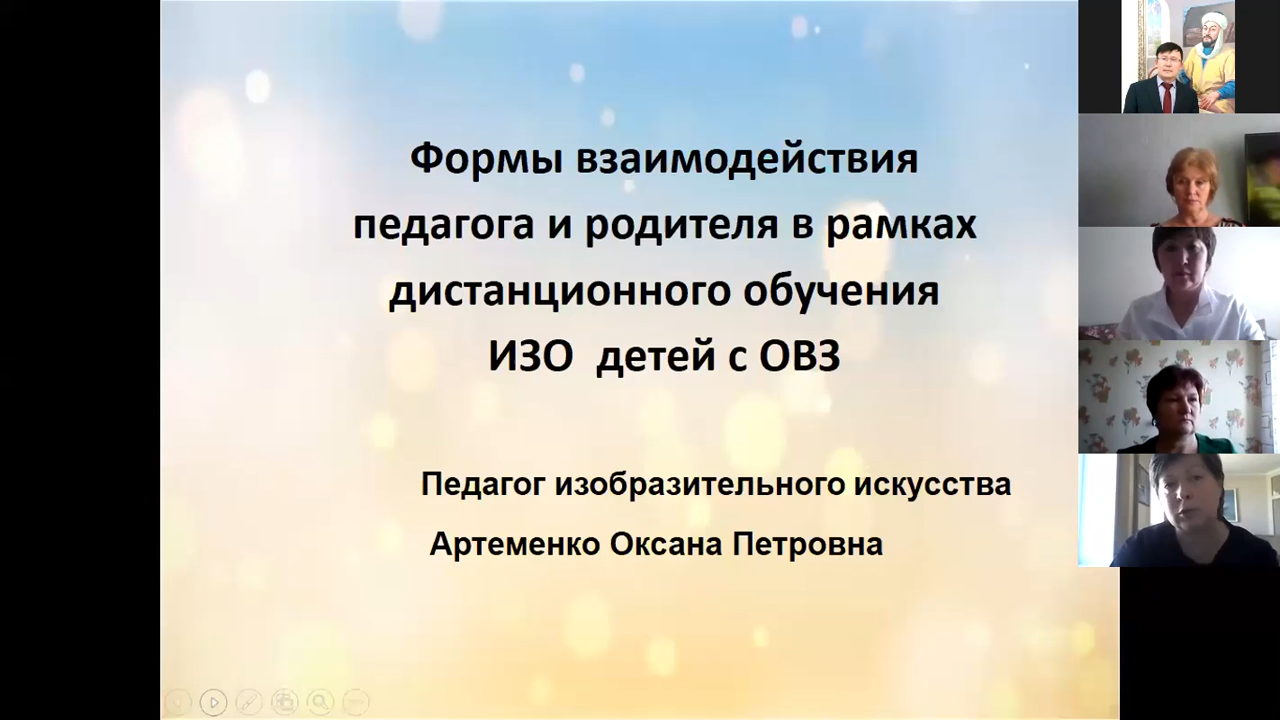 Формы взаимодействия
педагога и родителя в рамках
дистанционного обучения
ИЗО детей с ОВЗ
Педагог изобразительного искусства
Артеменко Оксана Петровна